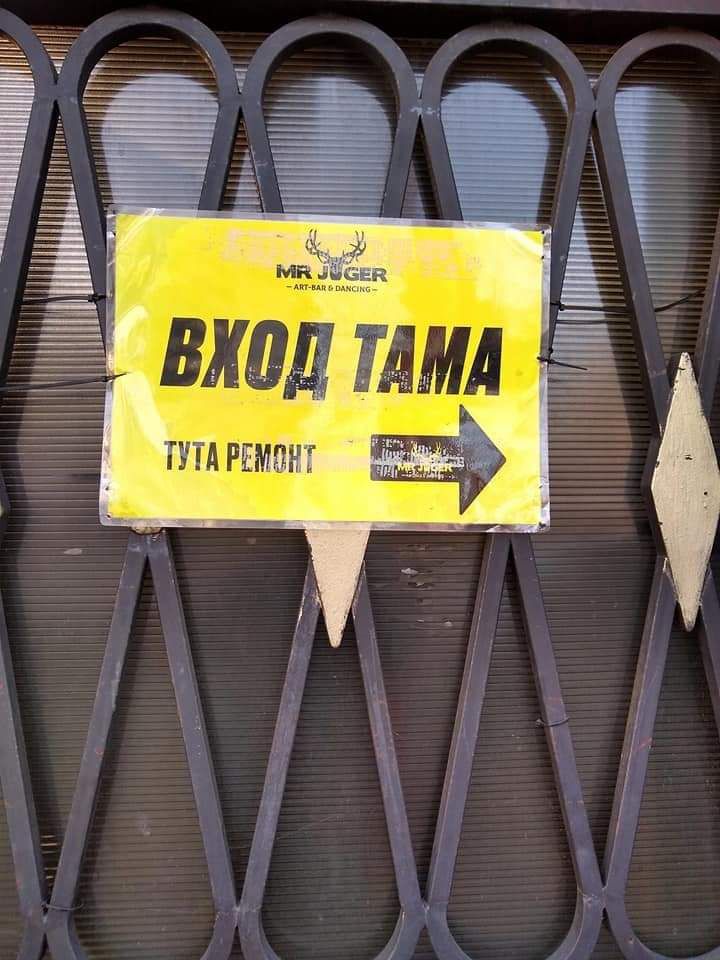 MR JÄGER
— ART-BAR & DANCING —
ВХОД ТАМА
ТУТА РЕМОНТ